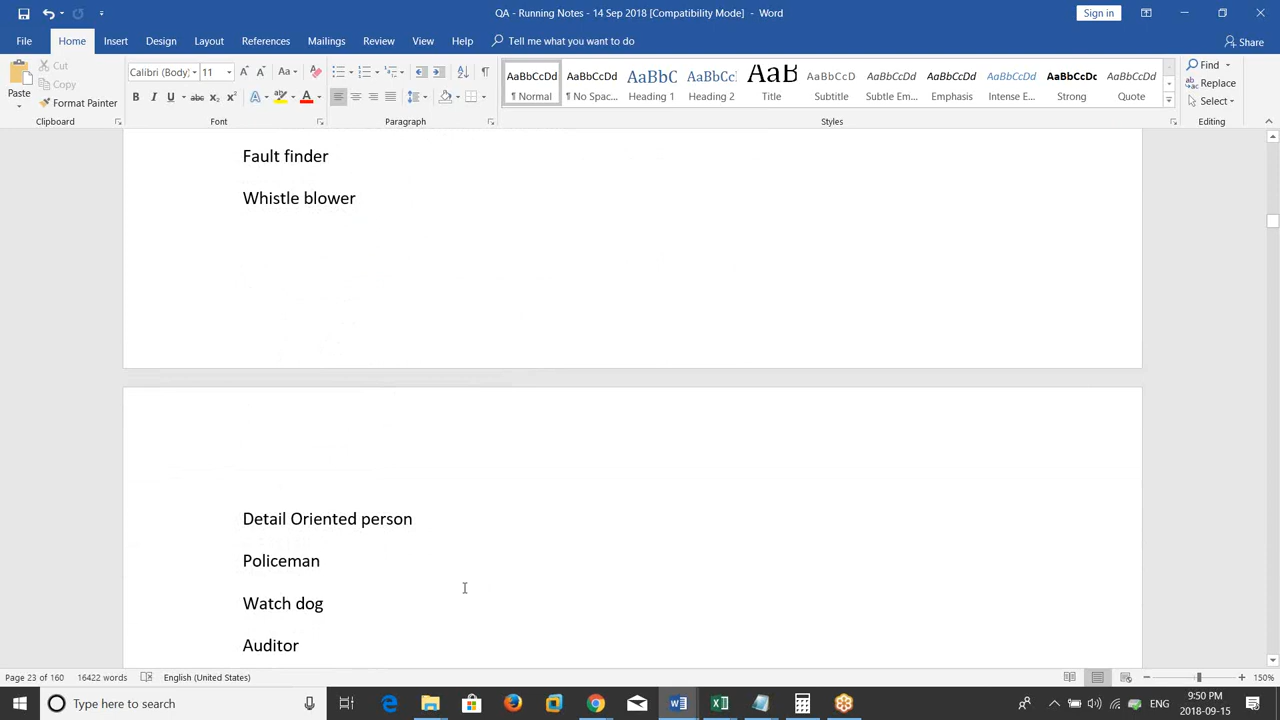 QA - Running Notes - 14 Sep 2018 [Compatibility Mode] - Word
Sign in
File Home Insert Design Layout References Mailings Review View Help Tell me what you want to do Share
Paste
Cut
Copy
Format Painter
Clipboard
Calibri (Body) 11
Font
Paragraph
AaBbCcDd AaBbCcDd AaBbC AaBbCc AaB AaBbCcD AaBbCcDd AaBbCcDd AaBbCcDd AaBbCcDc AaBbCcDd
¶ Normal ¶ No Spac... Heading 1 Heading 2 Title Subtitle Subtle Em... Emphasis Intense E... Strong Quote
Styles
Find
Replace
Select
Editing
Fault finder
Whistle blower
Detail Oriented person
Policeman
Watch dog
Auditor
Page 23 of 160 16422 words English (United States) 150%
Type here to search
ENG
9:50 PM
2018-09-15